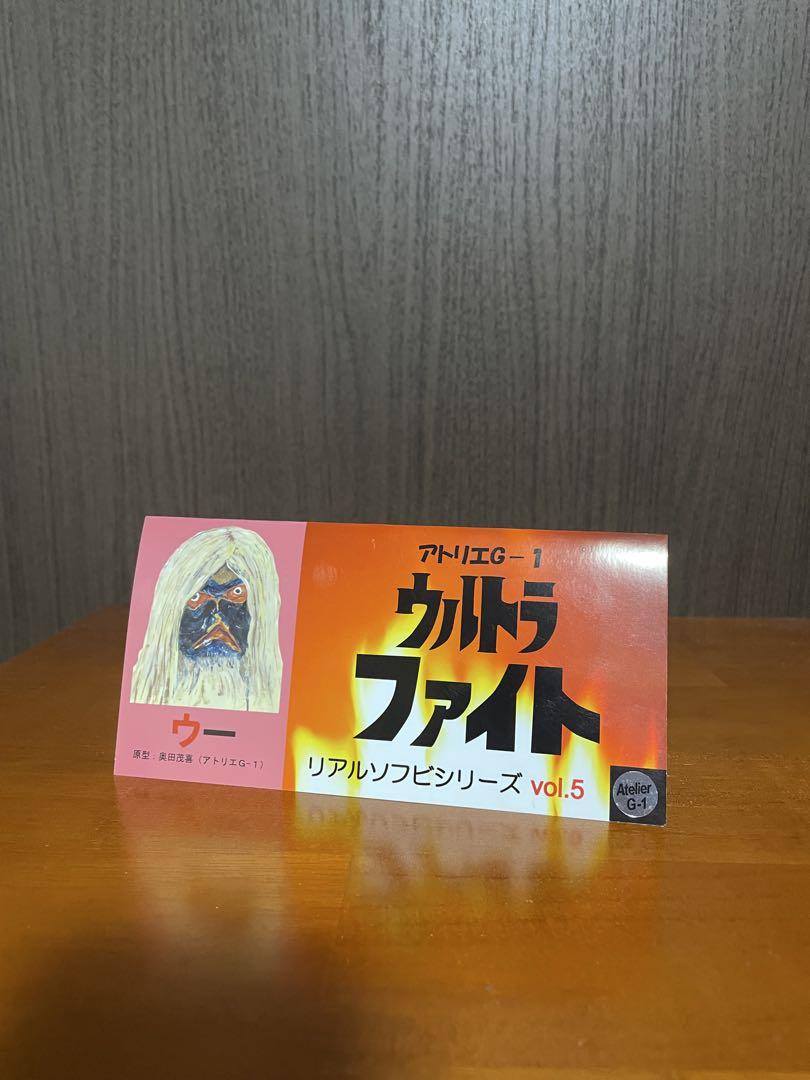 ウー
原型：奥田茂喜（アトリエG-1）
アトリエG-1
ウルトラ
ファイト
リアルソフビシリーズ vol.5
Atelier
G-1